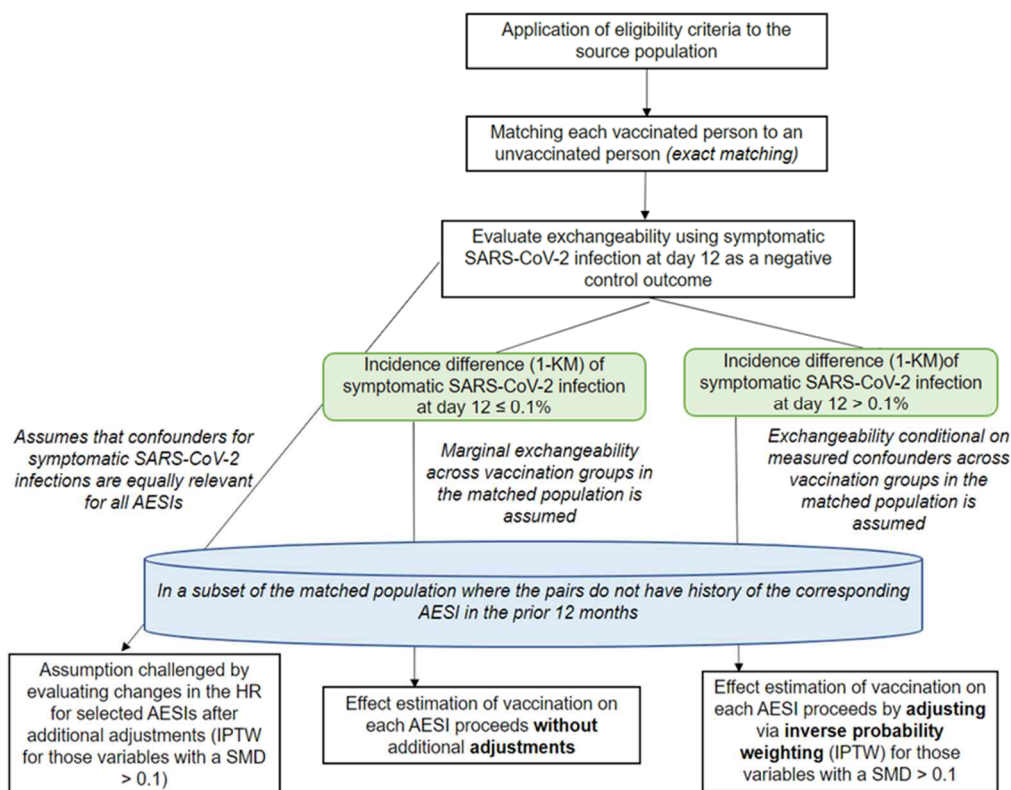 Application of eligibility criteria to the
source population
Matching each vaccinated person to an
unvaccinated person (exact matching)
Evaluate exchangeability using symptomatic
SARS-CoV-2 infection at day 12 as a negative
control outcome
Incidence difference (1-KM) of
symptomatic SARS-CoV-2 infection
at day 12 ≤ 0.1%
Incidence difference (1-KM)of
symptomatic SARS-CoV-2 infection
at day 12 > 0.1%
Assumes that confounders for
symptomatic SARS-CoV-2
infections are equally relevant
for all AESIs
Marginal exchangeability
across vaccination groups in
the matched population is
assumed
Exchangeability conditional on
measured confounders across
vaccination groups in the
matched population is
assumed
In a subset of the matched population where the pairs do not have history of the corresponding
AESI in the prior 12 months
Assumption challenged by
evaluating changes in the HR
for selected AESIs after
additional adjustments (IPTW
for those variables with a SMD
> 0.1)
Effect estimation of vaccination on
each AESI proceeds without
additional adjustments
Effect estimation of vaccination on
each AESI proceeds by adjusting
via inverse probability
weighting (IPTW) for those
variables with a SMD > 0.1